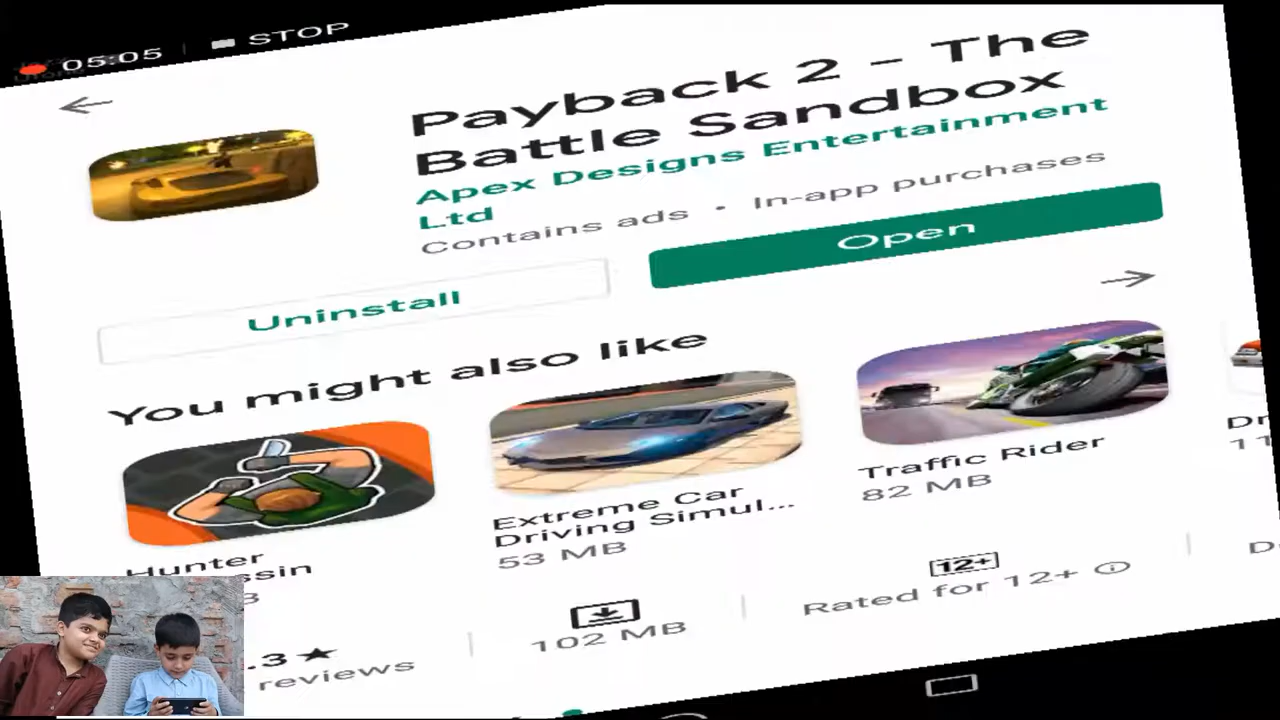 05:05
STOP
Payback 2 - The
Battle Sandbox
Apex Designs Entertainment
Ltd
Contains ads • In-app purchases
Uninstall
Open
You might also like
Hunter
Extreme Car
Driving Simul...
53 MB
Traffic Rider
82 MB
.3 ★
reviews
102 MB
12+
Rated for 12+